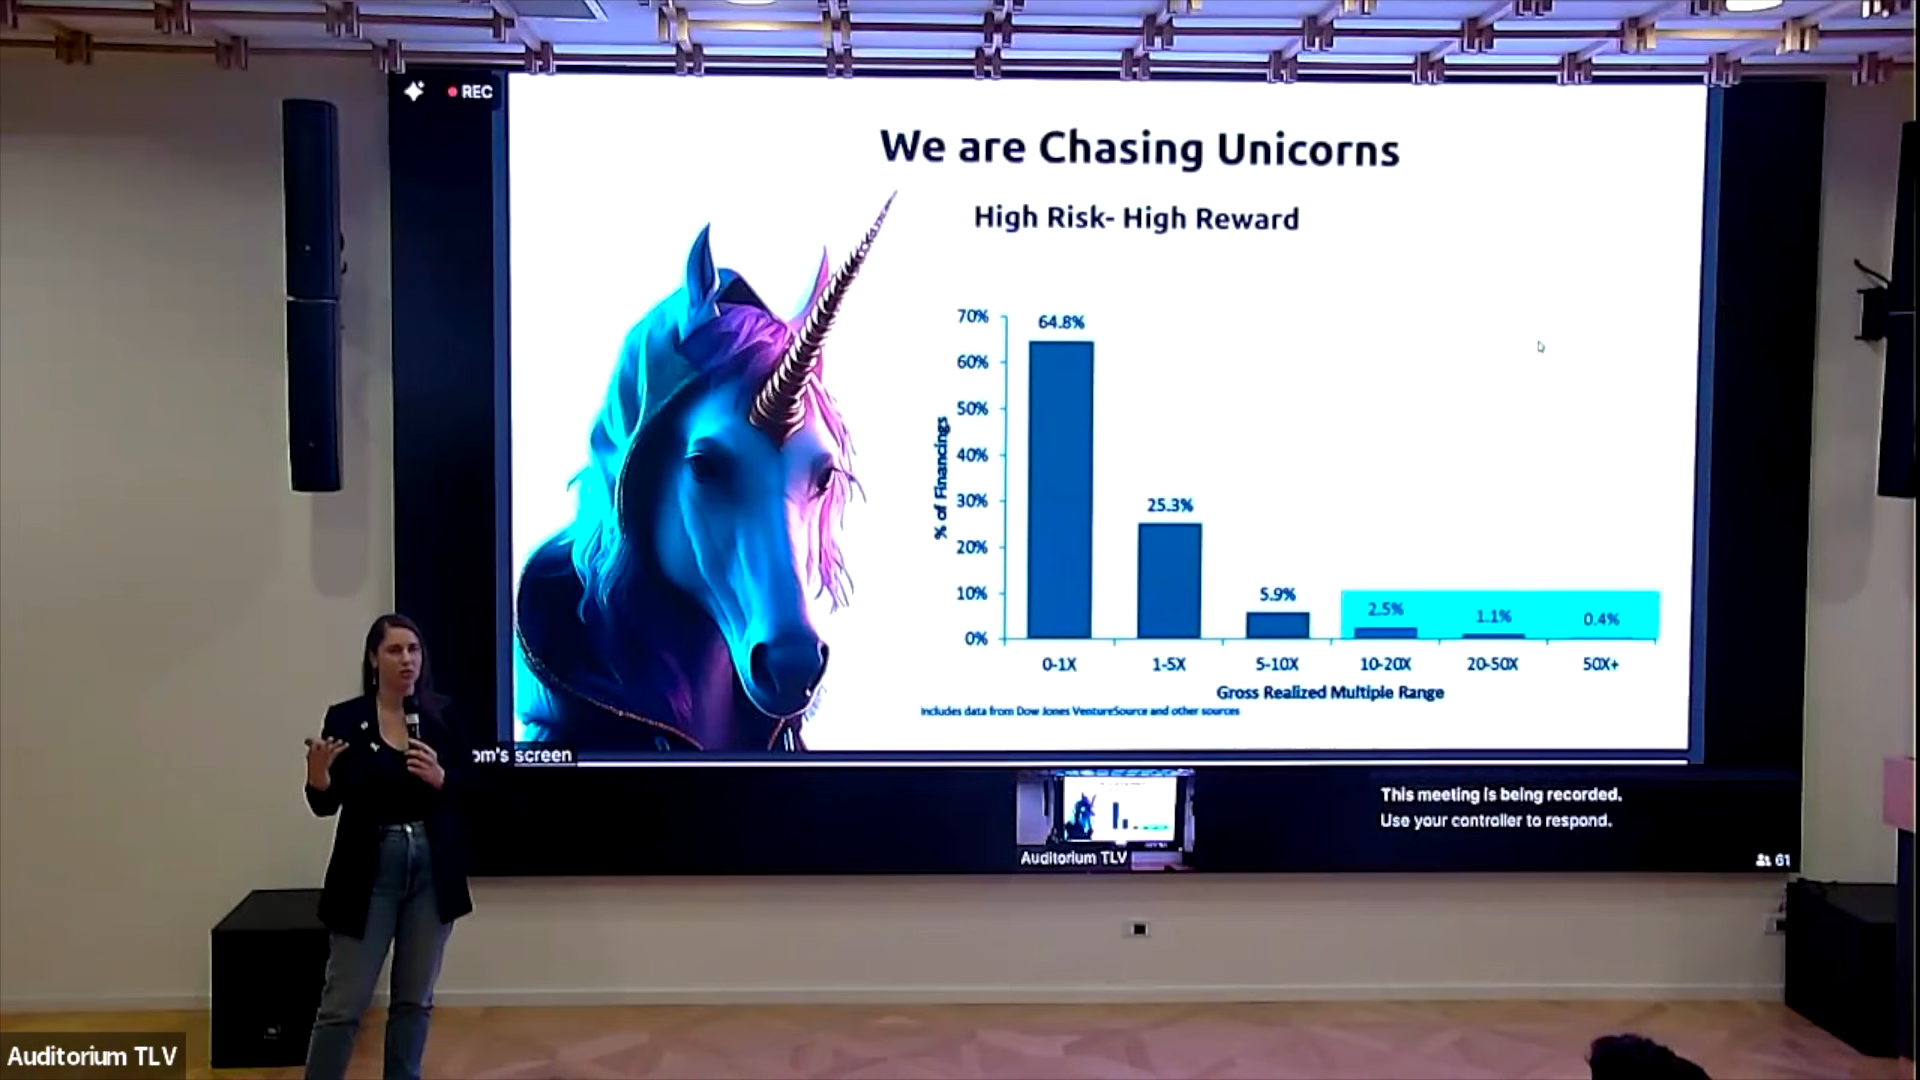 REC
We are Chasing Unicorns
High Risk- High Reward
% of Financings
70%
60%
50%
40%
30%
20%
10%
0%
64.8%
25.3%
5.9%
2.5%
1.1%
0.4%
0-1X
1-5X
5-10X
10-20X
20-50X
50X+
Gross Realized Multiple Range
Includes data from Dow Jones VentureSource and other sources
om's screen
This meeting is being recorded.
Use your controller to respond.
Auditorium TLV
61
Auditorium TLV